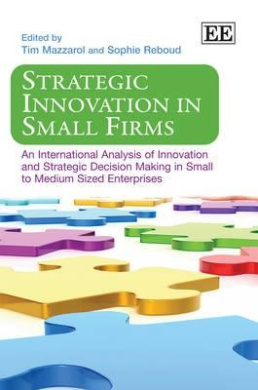 Edited by
Tim Mazzarol and Sophie Reboud
EE
STRATEGIC
INNOVATION IN
SMALL FIRMS
An International Analysis of Innovation
and Strategic Decision Making in Small
to Medium Sized Enterprises